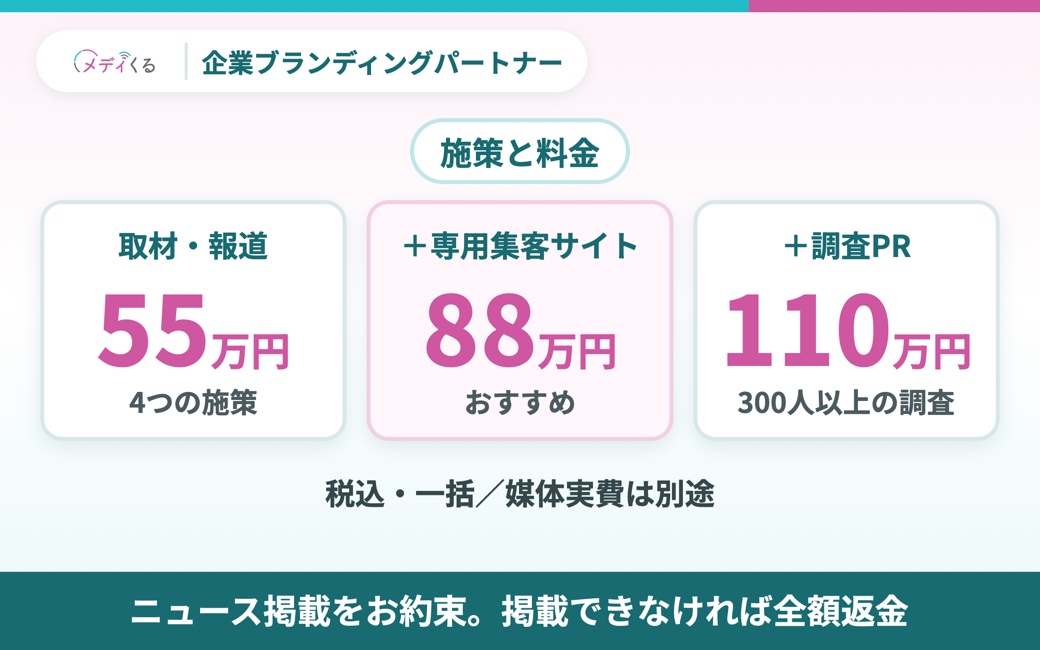 メディくる
企業ブランディングパートナー
施策と料金
取材・報道
55万円
4つの施策
＋専用集客サイト
88万円
おすすめ
＋調査PR
110万円
300人以上の調査
税込・一括／媒体実費は別途
ニュース掲載をお約束。掲載できなければ全額返金